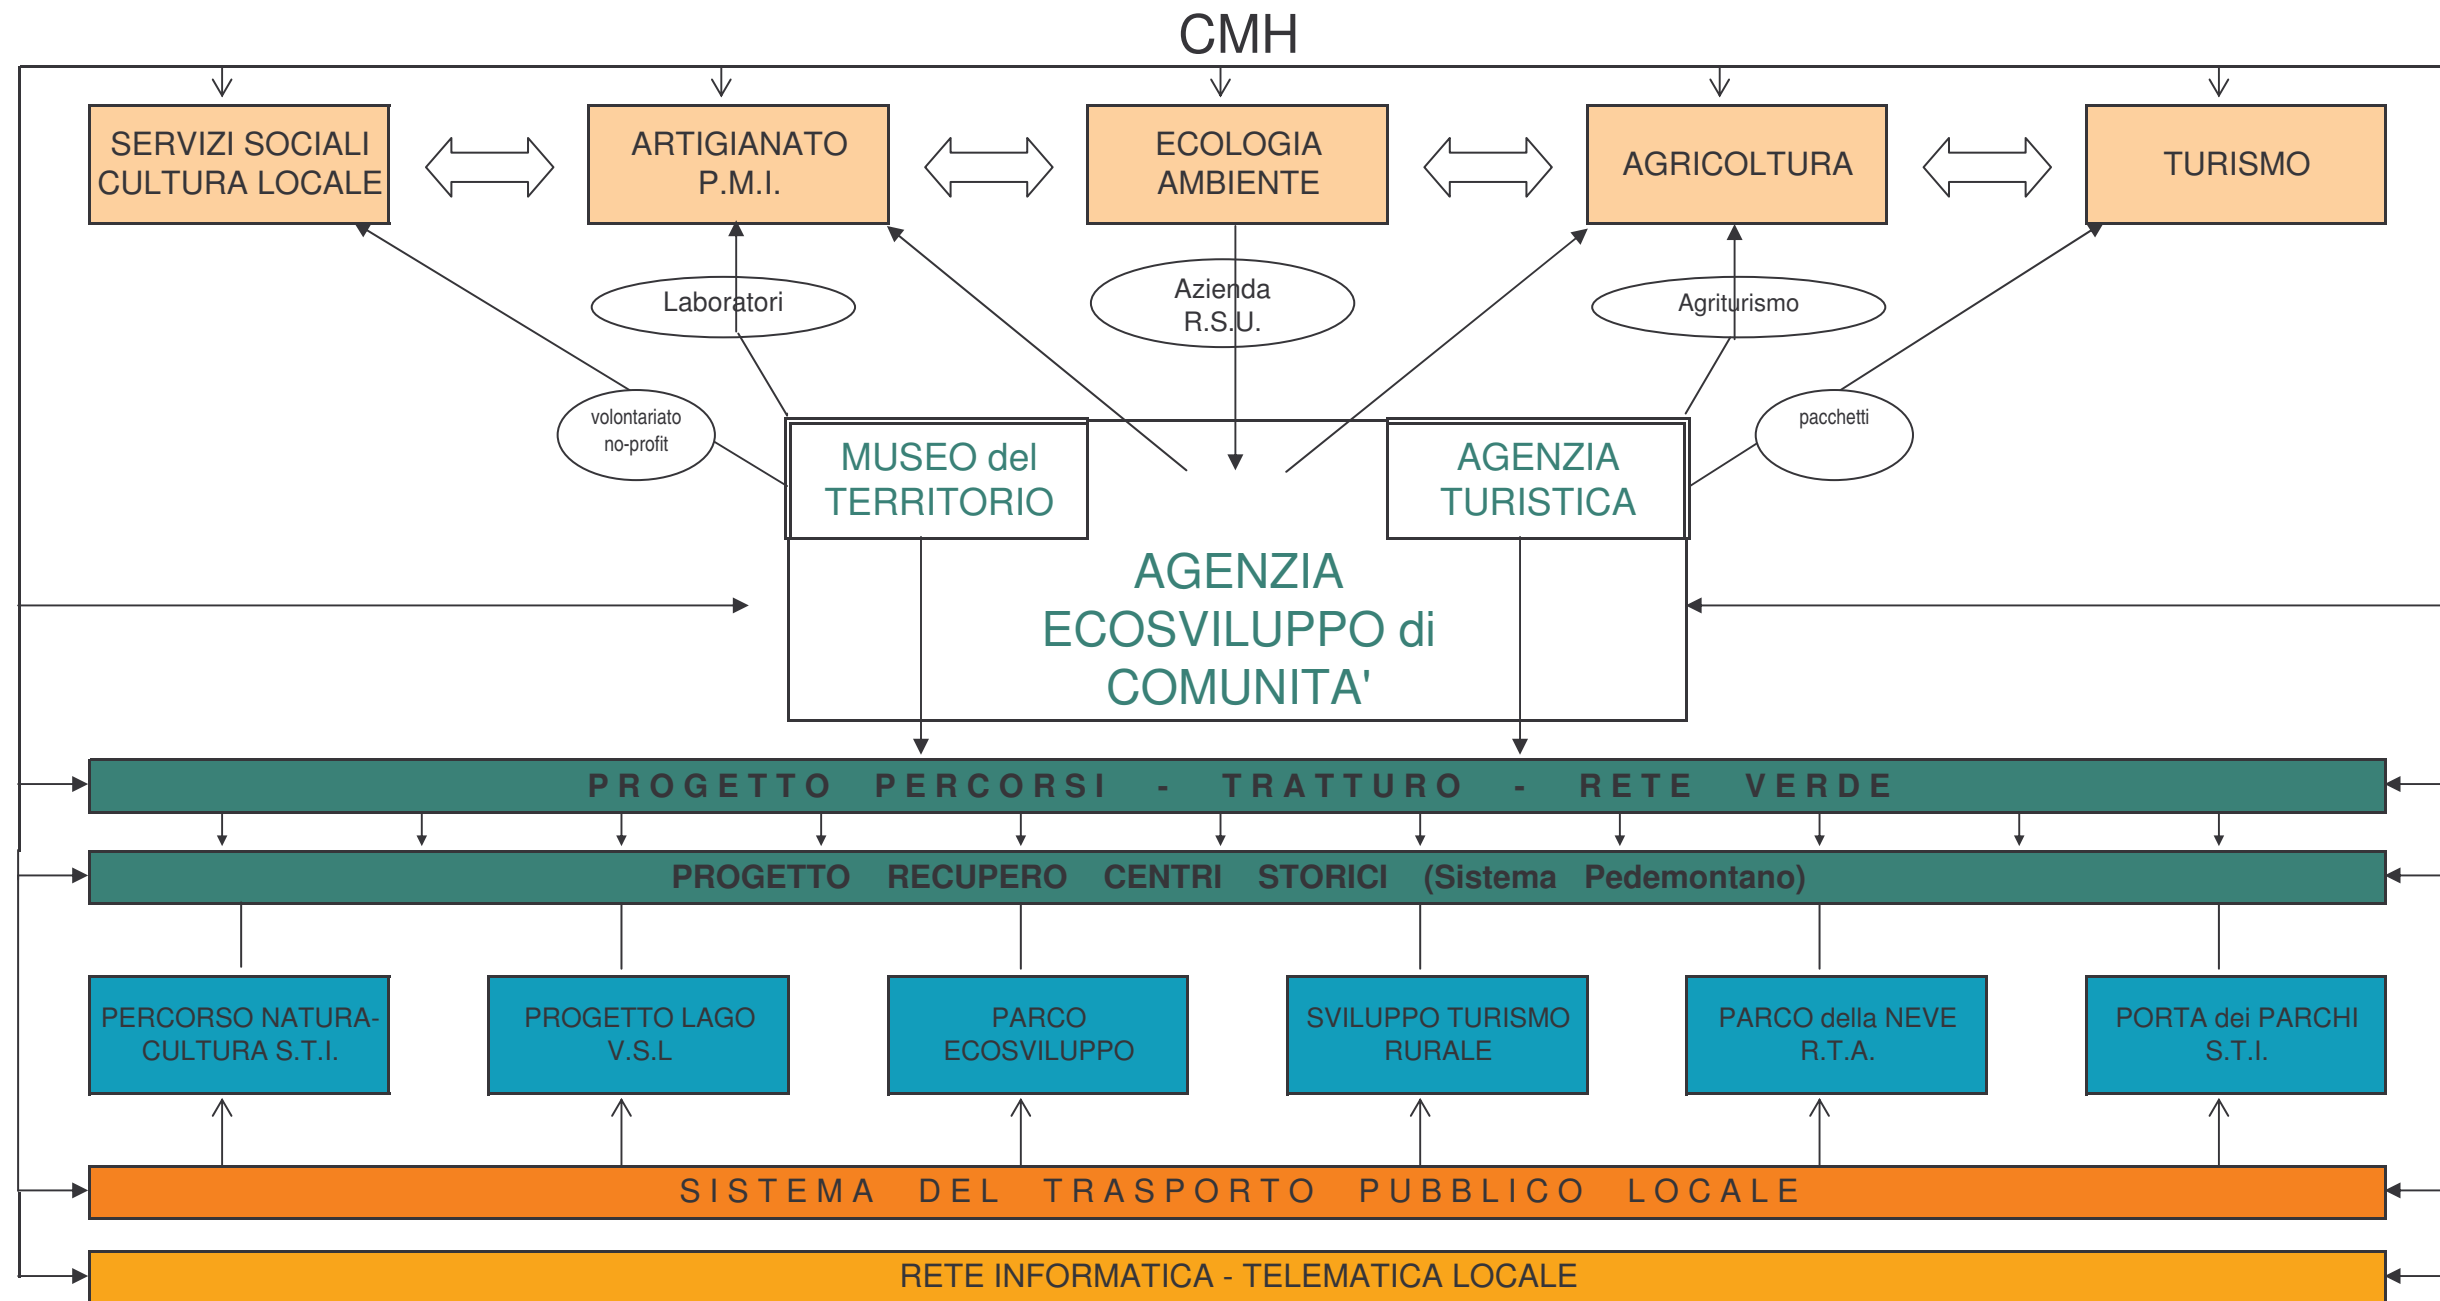 CMH
SERVIZI SOCIALI
CULTURA LOCALE
ARTIGIANATO
P.M.I.
ECOLOGIA
AMBIENTE
AGRICOLTURA
TURISMO
Laboratori
Azienda
R.S.U.
Agriturismo
volontariato
no-profit
pacchetti
MUSEO del
TERRITORIO
AGENZIA
TURISTICA
AGENZIA
ECOSVILUPPO di
COMUNITA'
PROGETTO PERCORSI - TRATTURO - RETE VERDE
PROGETTO RECUPERO CENTRI STORICI (Sistema Pedemontano)
PERCORSO NATURA-
CULTURA S.T.I.
PROGETTO LAGO
V.S.L
PARCO
ECOSVILUPPO
SVILUPPO TURISMO
RURALE
PARCO della NEVE
R.T.A.
PORTA dei PARCHI
S.T.I.
SISTEMA DEL TRASPORTO PUBBLICO LOCALE
RETE INFORMATICA - TELEMATICA LOCALE